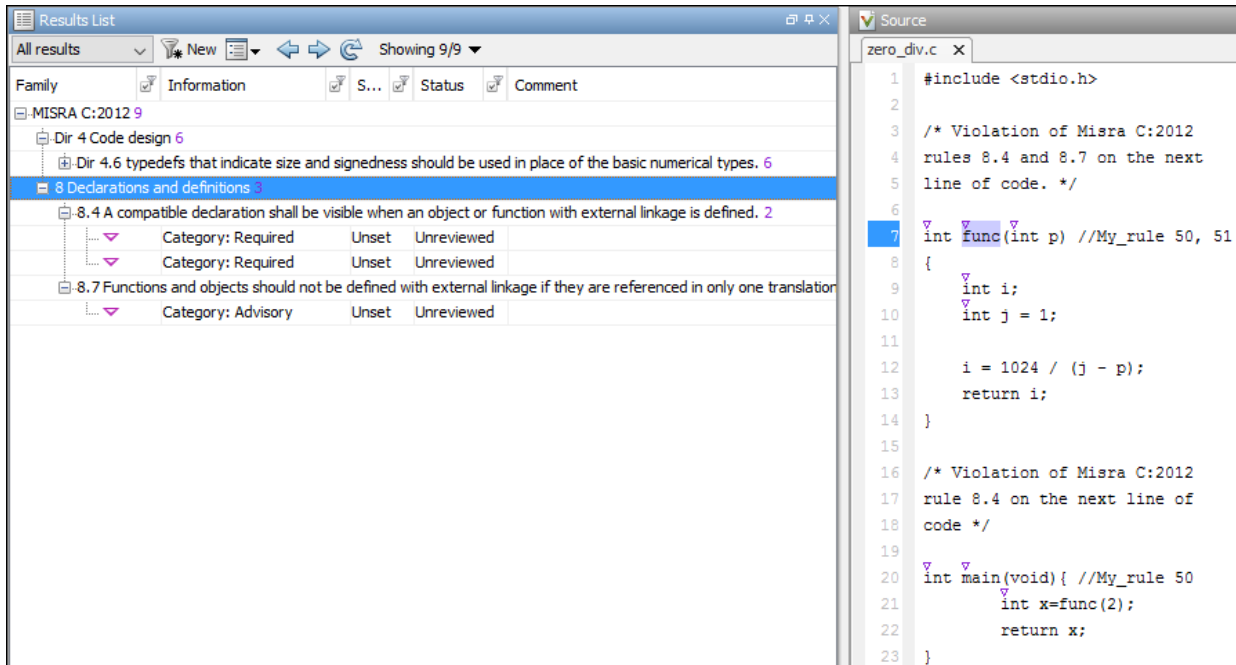 Results List
All results New Showing 9/9
Family Information S... Status Comment
MISRA C:2012 9
Dir 4 Code design 6
Dir 4.6 typedefs that indicate size and signedness should be used in place of the basic numerical types. 6
8 Declarations and definitions 3
8.4 A compatible declaration shall be visible when an object or function with external linkage is defined. 2
Category: Required Unset Unreviewed
Category: Required Unset Unreviewed
8.7 Functions and objects should not be defined with external linkage if they are referenced in only one translation
Category: Advisory Unset Unreviewed
Source
zero_div.c X
1 #include <stdio.h>
2
3 /* Violation of Misra C:2012
4 rules 8.4 and 8.7 on the next
5 line of code. */
6
7 int func(int p) //My_rule 50, 51
8 {
9 int i;
10 int j = 1;
11
12 i = 1024 / (j - p);
13 return i;
14 }
15
16 /* Violation of Misra C:2012
17 rule 8.4 on the next line of
18 code */
19
20 int main(void){ //My_rule 50
21 int x=func(2);
22 return x;
23 }